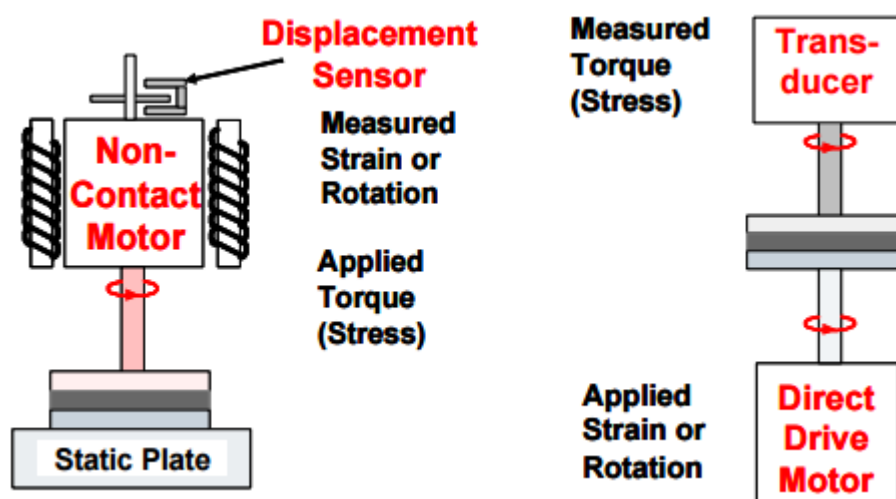 Displacement
Sensor
Measured
Strain or
Rotation
Non-
Contact
Motor
Applied
Torque
(Stress)
Static Plate
Measured
Torque
(Stress)
Trans-
ducer
Applied
Strain or
Rotation
Direct
Drive
Motor